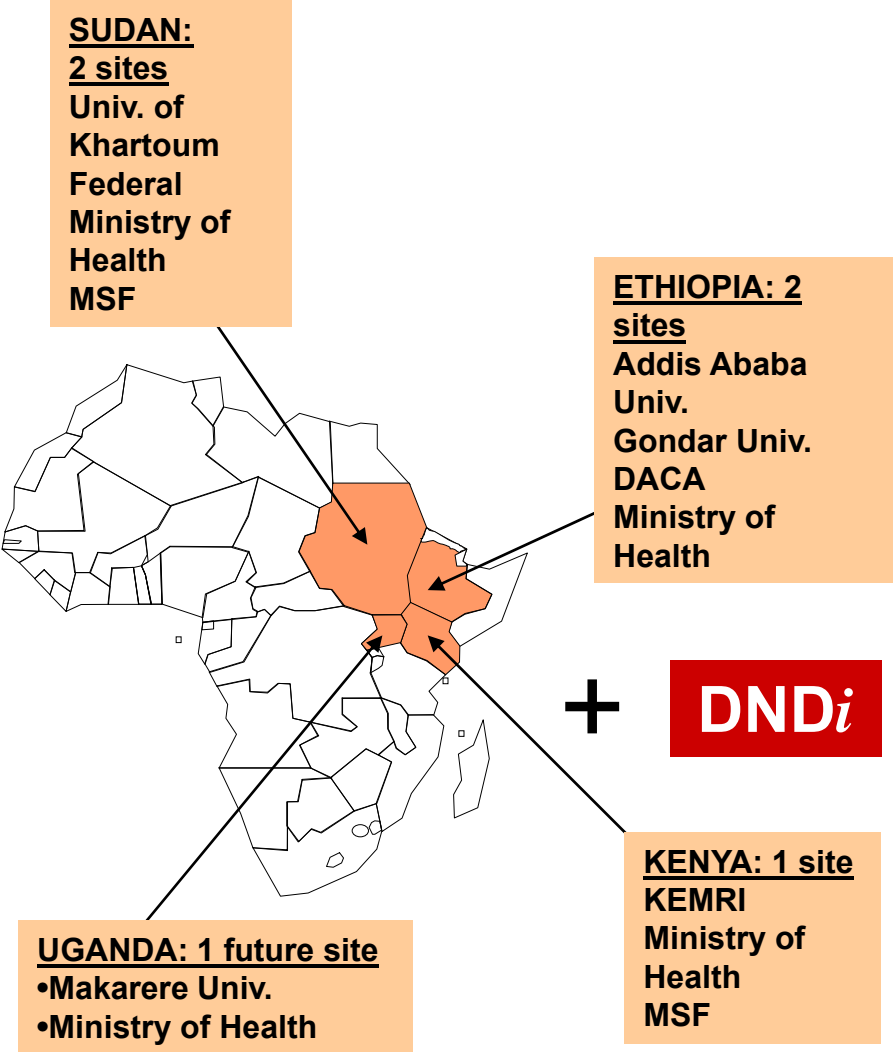 SUDAN:
2 sites
Univ. of
Khartoum
Federal
Ministry of
Health
MSF
ETHIOPIA: 2
sites
Addis Ababa
Univ.
Gondar Univ.
DACA
Ministry of
Health
+
DNDi
KENYA: 1 site
KEMRI
Ministry of
Health
MSF
UGANDA: 1 future site
•Makarere Univ.
•Ministry of Health